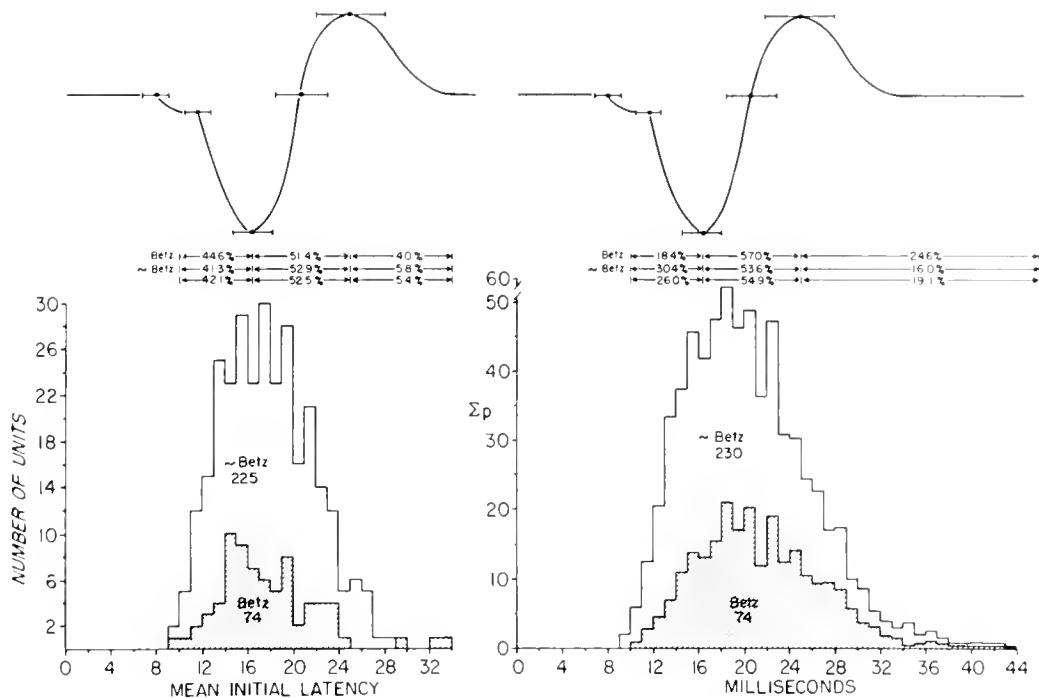 Betz 44.6% 51.4% 4.0%
~ Betz 41.3% 52.9% 5.8%
42.1% 52.5% 5.4%
30
26
22
18
14
10
6
2
NUMBER OF UNITS
~ Betz
225
Betz
74
0 4 8 12 16 20 24 28 32
MEAN INITIAL LATENCY
Betz 18.4% 57.0% 24.6%
~ Betz 30.4% 53.6% 16.0%
26.0% 54.9% 19.1%
60
50
40
30
20
10
0
Σp
~ Betz
230
Betz
74
0 4 8 12 16 20 24 28 32 36 40 44
MILLISECONDS